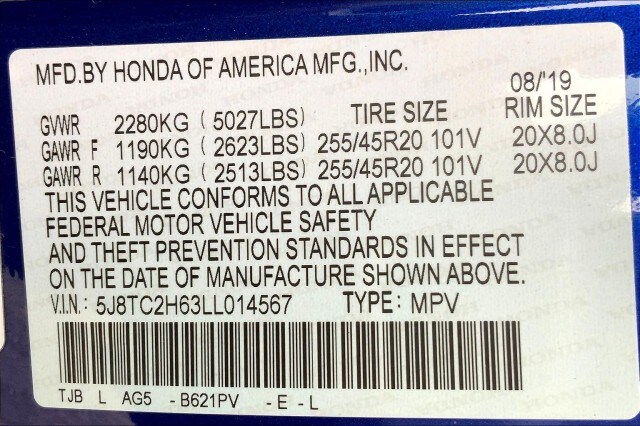 MFD.BY HONDA OF AMERICA MFG.,INC.
08/'19
GVWR 2280KG (5027LBS) TIRE SIZE RIM SIZE
GAWR F 1190KG (2623LBS) 255/45R20 101V 20X8.0J
GAWR R 1140KG (2513LBS) 255/45R20 101V 20X8.0J
THIS VEHICLE CONFORMS TO ALL APPLICABLE
FEDERAL MOTOR VEHICLE SAFETY
AND THEFT PREVENTION STANDARDS IN EFFECT
ON THE DATE OF MANUFACTURE SHOWN ABOVE.
V.I.N.: 5J8TC2H63LL014567 TYPE: MPV
TJB L AG5 - B621PV - E - L